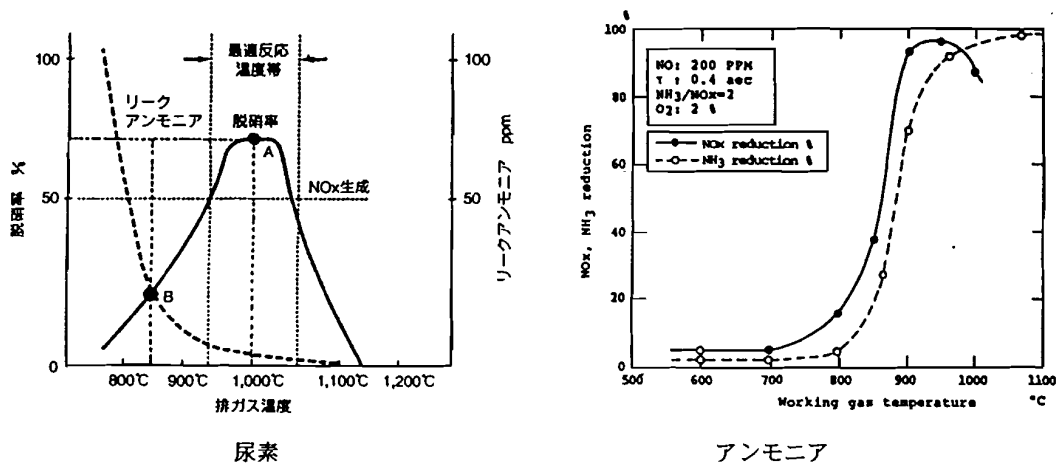 100
50
0
脱硝率 %
最適反応
温度帯
リーク
アンモニア
脱硝率
A
NOx生成
B
100
50
0
リークアンモニア ppm
800℃
900℃
1,000℃
1,100℃
1,200℃
排ガス温度
尿素
%
100
80
60
40
20
0
NOx, NH3 reduction
NO: 200 PPM
τ : 0.4 sec
NH3/NOx=2
O2: 2 %
NOx reduction %
NH3 reduction %
500
600
700
800
900
1000
1100
Working gas temperature
°C
アンモニア